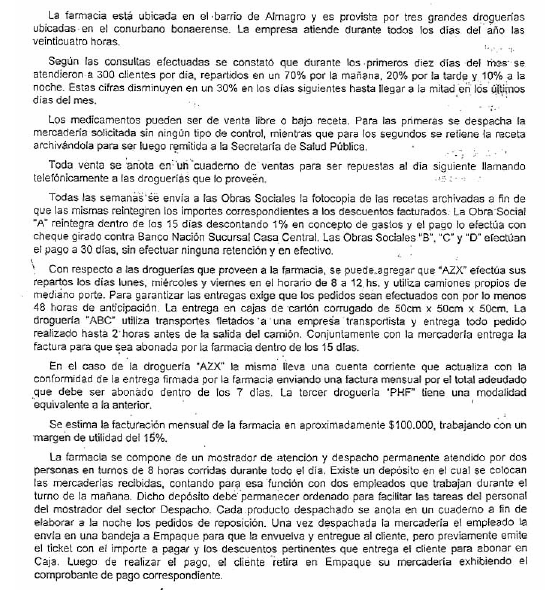 La farmacia está ubicada en el barrio de Almagro y es provista por tres grandes droguerías
ubicadas en el conurbano bonaerense. La empresa atiende durante todos los días del año las
veinticuatro horas.
Según las consultas efectuadas se constató que durante los primeros diez días del mes se
atendieron a 300 clientes por día, repartidos en un 70% por la mañana, 20% por la tarde y 10% a la
noche. Estas cifras disminuyen en un 30% en los días siguientes hasta llegar a la mitad en los últimos
días del mes.
Los medicamentos pueden ser de venta libre o bajo receta. Para las primeras se despacha la
mercadería solicitada sin ningún tipo de control, mientras que para los segundos se retiene la receta
archivándola para ser luego remitida a la Secretaría de Salud Pública.
Toda venta se anota en un cuaderno de ventas para ser repuestas al día siguiente llamando
telefónicamente a las droguerías que lo proveen.
Todas las semanas se envía a las Obras Sociales la fotocopia de las recetas archivadas a fin de
que las mismas reintegren los importes correspondientes a los descuentos facturados. La Obra Social
"A" reintegra dentro de los 15 días descontando 1% en concepto de gastos y el pago lo efectúa con
cheque girado contra Banco Nación Sucursal Casa Central. Las Obras Sociales "B", "C" y "D" efectúan
el pago a 30 días, sin efectuar ninguna retención y en efectivo.
Con respecto a las droguerías que proveen a la farmacia, se puede agregar que "AZX" efectúa sus
repartos los días lunes, miércoles y viernes en el horario de 8 a 12 hs. y utiliza camiones propios de
mediano porte. Para garantizar las entregas exige que los pedidos sean efectuados con por lo menos
48 horas de anticipación. La entrega en cajas de cartón corrugado de 50cm x 50cm x 50cm. La
droguería "ABC" utiliza transportes fletados a una empresa transportista y entrega todo pedido
realizado hasta 2 horas antes de la salida del camión. Conjuntamente con la mercadería entrega la
factura para que sea abonada por la farmacia dentro de los 15 días.
En el caso de la droguería "AZX" la misma lleva una cuenta corriente que actualiza con la
conformidad de la entrega firmada por la farmacia enviando una factura mensual por el total adeudado
que debe ser abonado dentro de los 7 días. La tercer droguería "PHF" tiene una modalidad
equivalente a la anterior.
Se estima la facturación mensual de la farmacia en aproximadamente $100.000, trabajando con un
margen de utilidad del 15%.
La farmacia se compone de un mostrador de atención y despacho permanente atendido por dos
personas en turnos de 8 horas corridas durante todo el día. Existe un depósito en el cual se colocan
las mercaderías recibidas, contando para esa función con dos empleados que trabajan durante el
turno de la mañana. Dicho depósito debe permanecer ordenado para facilitar las tareas del personal
del mostrador del sector Despacho. Cada producto despachado se anota en un cuaderno a fin de
elaborar a la noche los pedidos de reposición. Una vez despachada la mercadería el empleado la
envía en una bandeja a Empaque para que la envuelva y entregue al cliente, pero previamente emite
el ticket con el importe a pagar y los descuentos pertinentes que entrega el cliente para abonar en
Caja. Luego de realizar el pago, el cliente retira en Empaque su mercadería exhibiendo el
comprobante de pago correspondiente.